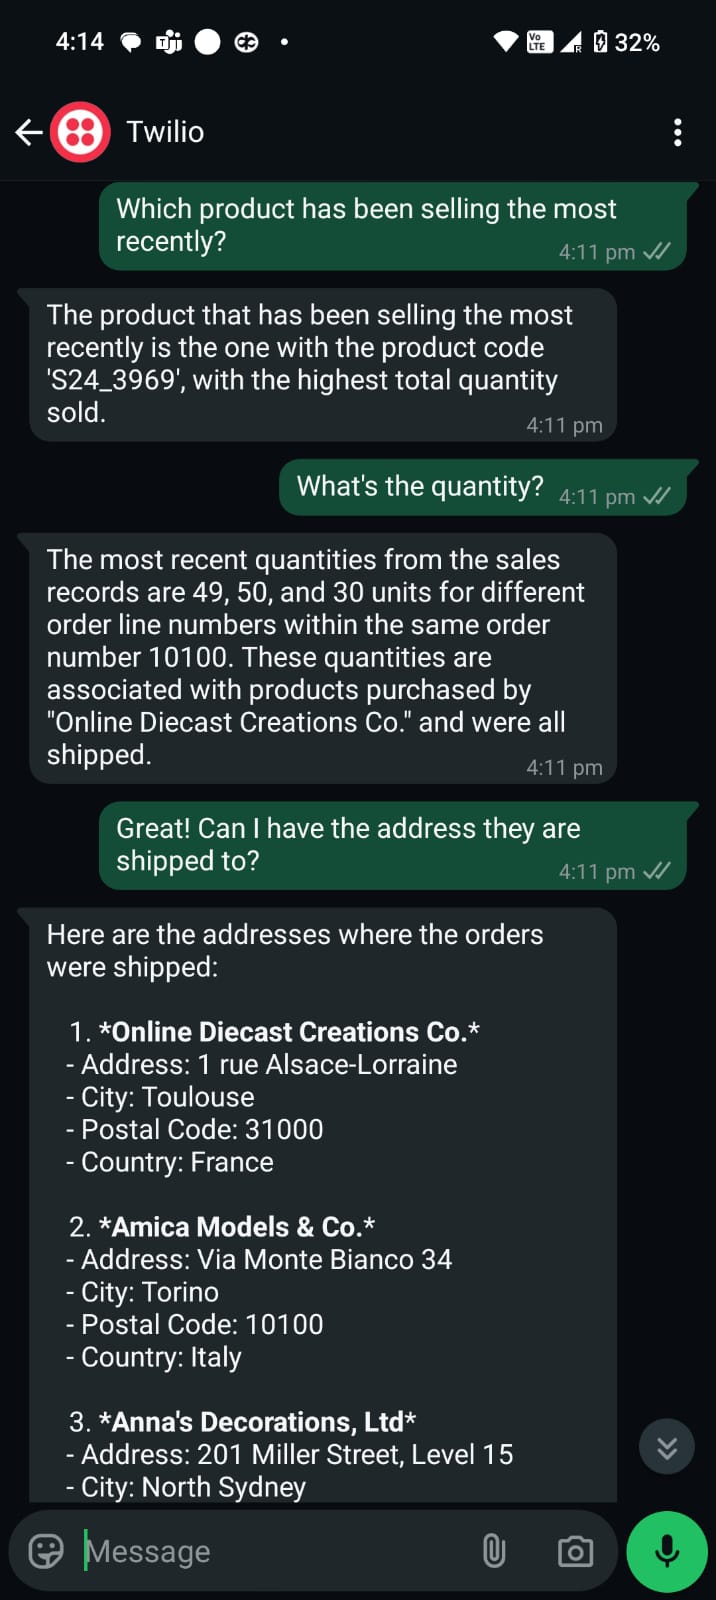 4:14
Vo
LTE
R
32%
Twilio
Which product has been selling the most
recently?
4:11 pm
The product that has been selling the most
recently is the one with the product code
'S24_3969', with the highest total quantity
sold.
4:11 pm
What's the quantity?
4:11 pm
The most recent quantities from the sales
records are 49, 50, and 30 units for different
order line numbers within the same order
number 10100. These quantities are
associated with products purchased by
"Online Diecast Creations Co." and were all
shipped.
4:11 pm
Great! Can I have the address they are
shipped to?
4:11 pm
Here are the addresses where the orders
were shipped:
1. *Online Diecast Creations Co.*
- Address: 1 rue Alsace-Lorraine
- City: Toulouse
- Postal Code: 31000
- Country: France
2. *Amica Models & Co.*
- Address: Via Monte Bianco 34
- City: Torino
- Postal Code: 10100
- Country: Italy
3. *Anna's Decorations, Ltd*
- Address: 201 Miller Street, Level 15
- City: North Sydney
Message